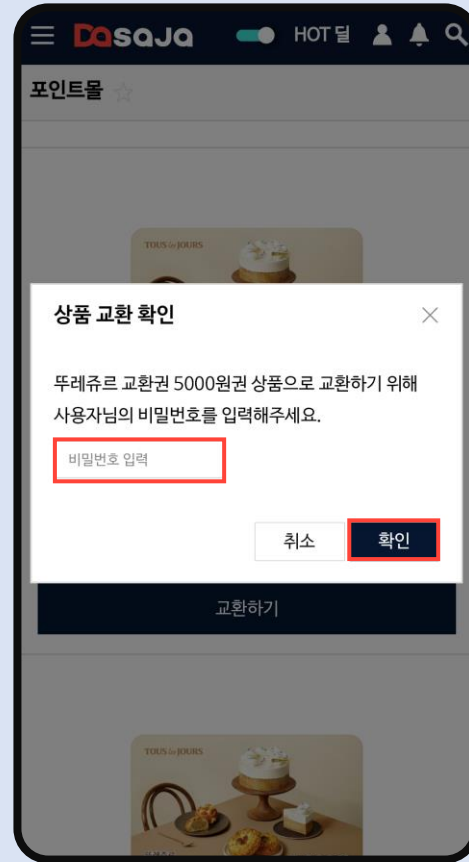 Dasaja
HOT 딜
포인트몰
TOUS les JOURS
상품 교환 확인
뚜레쥬르 교환권 5000원권 상품으로 교환하기 위해
사용자님의 비밀번호를 입력해주세요.
비밀번호 입력
취소
확인
교환하기
TOUS les JOURS